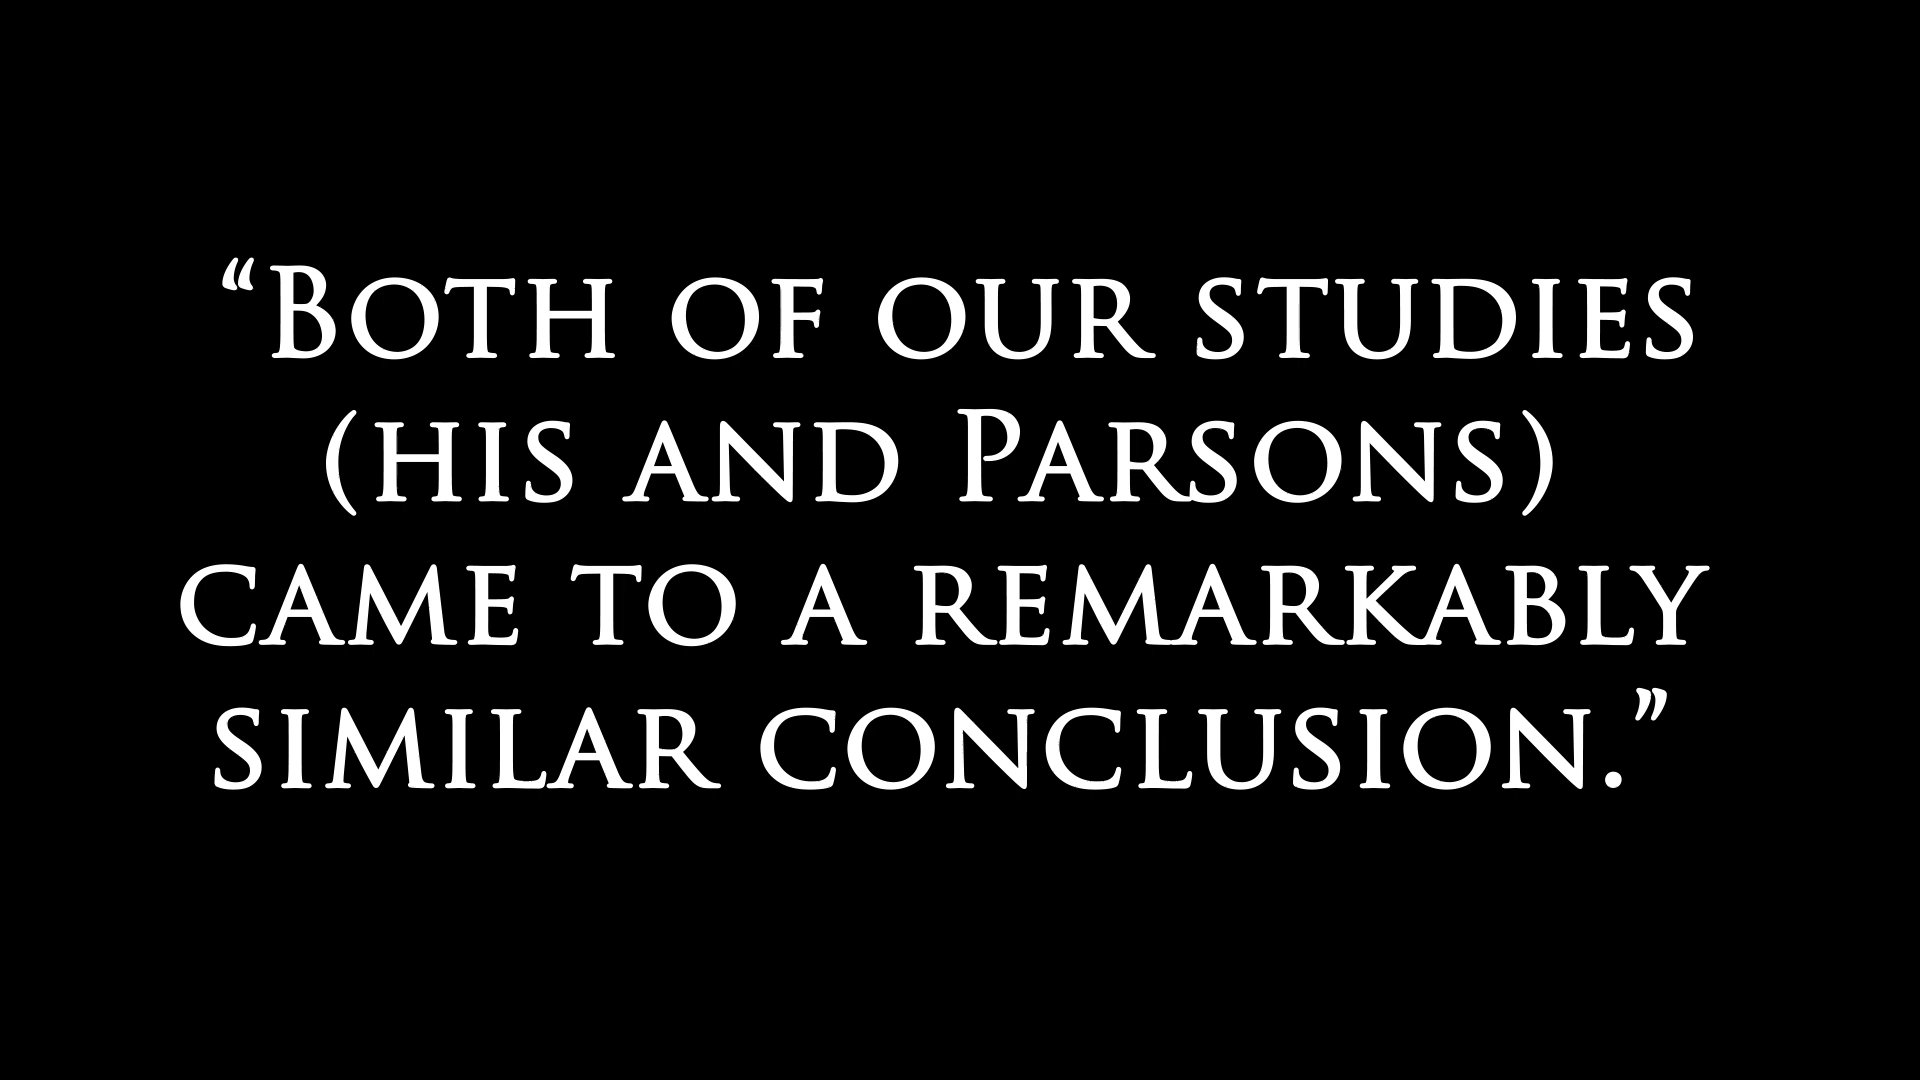 “Both of our studies
(his and Parsons)
came to a remarkably
similar conclusion.”